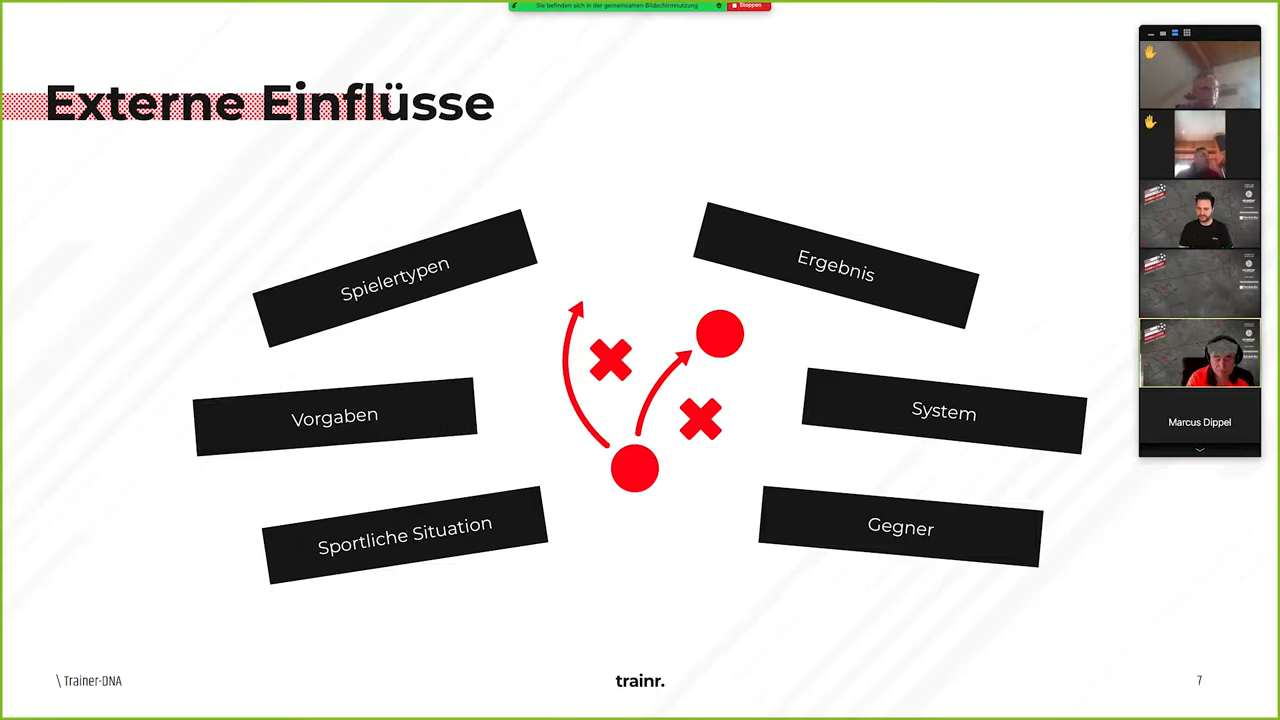 Sie befinden sich in der gemeinsamen Bildschirmnutzung
Stoppen
Externe Einflüsse
Spielertypen
Ergebnis
Vorgaben
System
Sportliche Situation
Gegner
Marcus Dippel
\ Trainer-DNA
trainr.
7